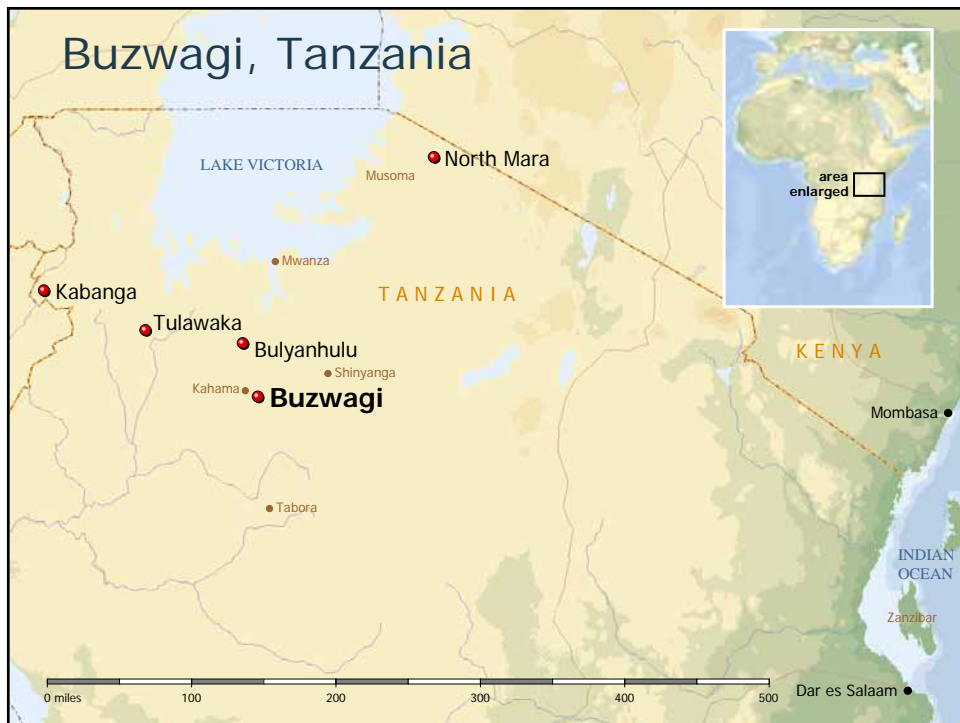 Buzwagi, Tanzania
area
enlarged
LAKE VICTORIA
North Mara
Musoma
Mwanza
Kabanga
TANZANIA
Tulawaka
Bulyanhulu
KENYA
Shinyanga
Kahama
Buzwagi
Mombasa
Tabora
INDIAN
OCEAN
Zanzibar
0 miles 100 200 300 400 500
Dar es Salaam